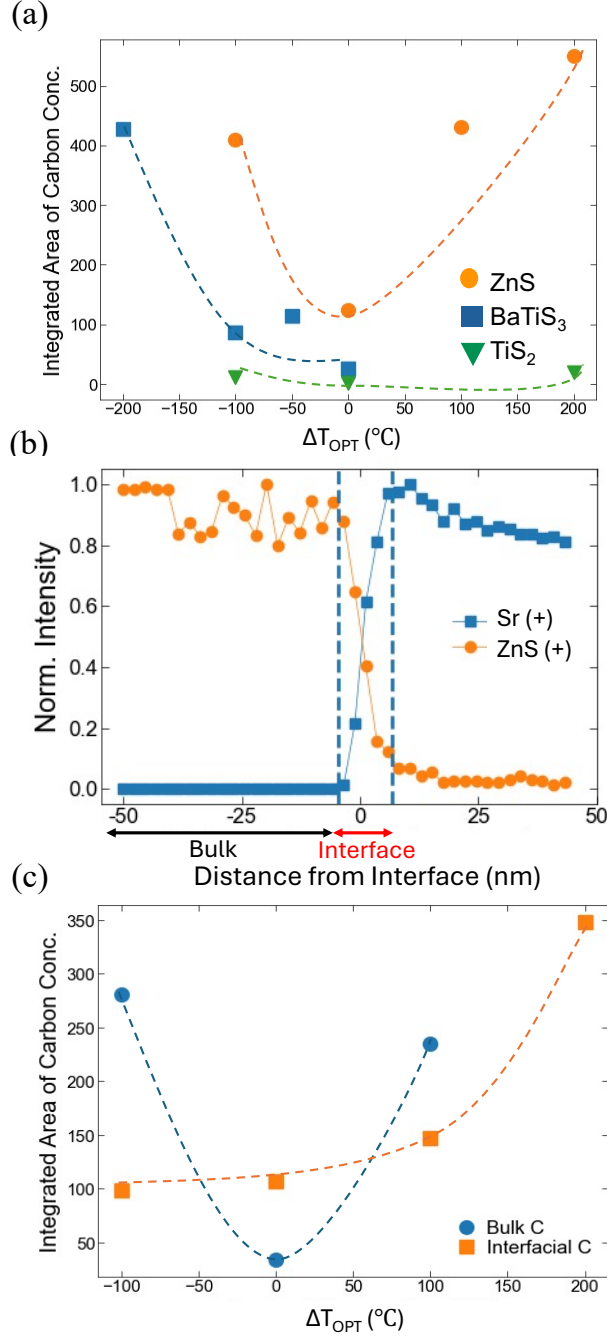 (a)
Integrated Area of Carbon Conc.
500
400
300
200
100
0
ZnS
BaTiS₃
TiS₂
−200 −150 −100 −50 0 50 100 150 200
ΔT_OPT (°C)
(b)
Norm. Intensity
1.0
0.8
0.6
0.4
0.2
0.0
Sr (+)
ZnS (+)
-50 -25 0 25 50
Bulk Interface
Distance from Interface (nm)
(c)
Integrated Area of Carbon Conc.
350
300
250
200
150
100
50
Bulk C
Interfacial C
−100 −50 0 50 100 150 200
ΔT_OPT (°C)